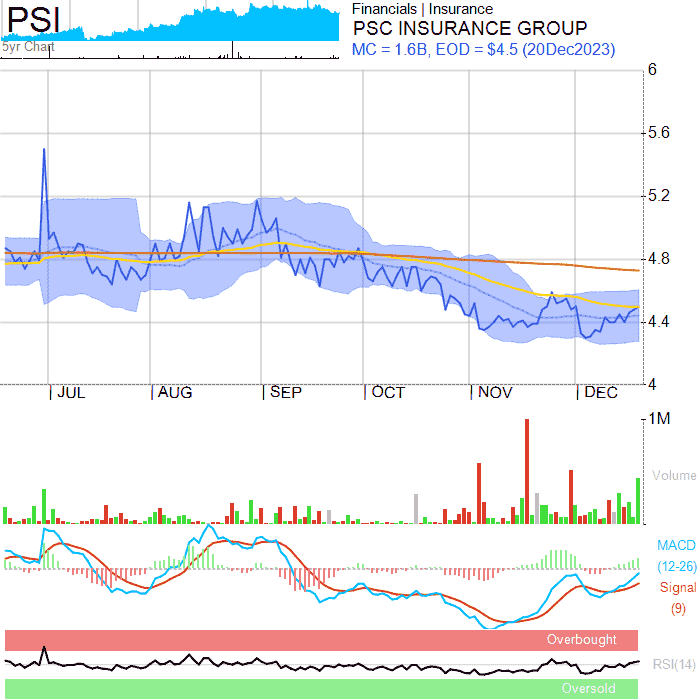 PSI
5yr Chart
Financials | Insurance
PSC INSURANCE GROUP
MC = 1.6B, EOD = $4.5 (20Dec2023)
6
5.6
5.2
4.8
4.4
4
JUL AUG SEP OCT NOV DEC
1M
Volume
MACD
(12-26)
Signal
(9)
Overbought
RSI(14)
Oversold